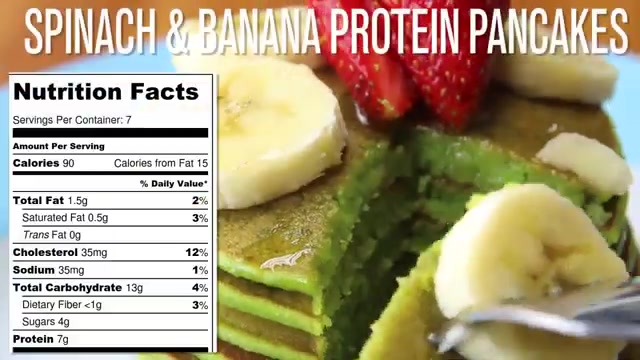 SPINACH & BANANA PROTEIN PANCAKES
Nutrition Facts
Servings Per Container: 7
Amount Per Serving
Calories 90 Calories from Fat 15
% Daily Value*
Total Fat 1.5g 2%
Saturated Fat 0.5g 3%
Trans Fat 0g
Cholesterol 35mg 12%
Sodium 35mg 1%
Total Carbohydrate 13g 4%
Dietary Fiber <1g 3%
Sugars 4g
Protein 7g